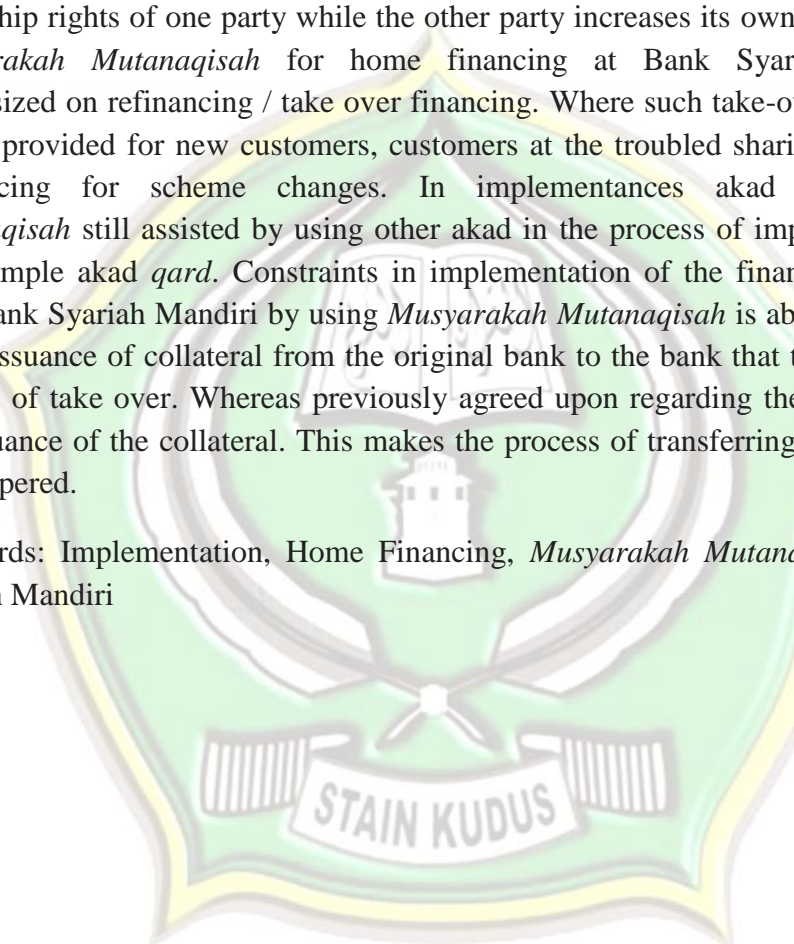 hip rights of one party while the other party increases its own
rakah Mutanaqisah for home financing at Bank Syar
sized on refinancing / take over financing. Where such take-o
provided for new customers, customers at the troubled shari
cing for scheme changes. In implementances akad
qisah still assisted by using other akad in the process of imp
mple akad qard. Constraints in implementation of the finan
ank Syariah Mandiri by using Musyarakah Mutanaqisah is ab
ssuance of collateral from the original bank to the bank that t
of take over. Whereas previously agreed upon regarding the
uance of the collateral. This makes the process of transferring
pered.
rds: Implementation, Home Financing, Musyarakah Mutana
n Mandiri
STAIN KUDUS